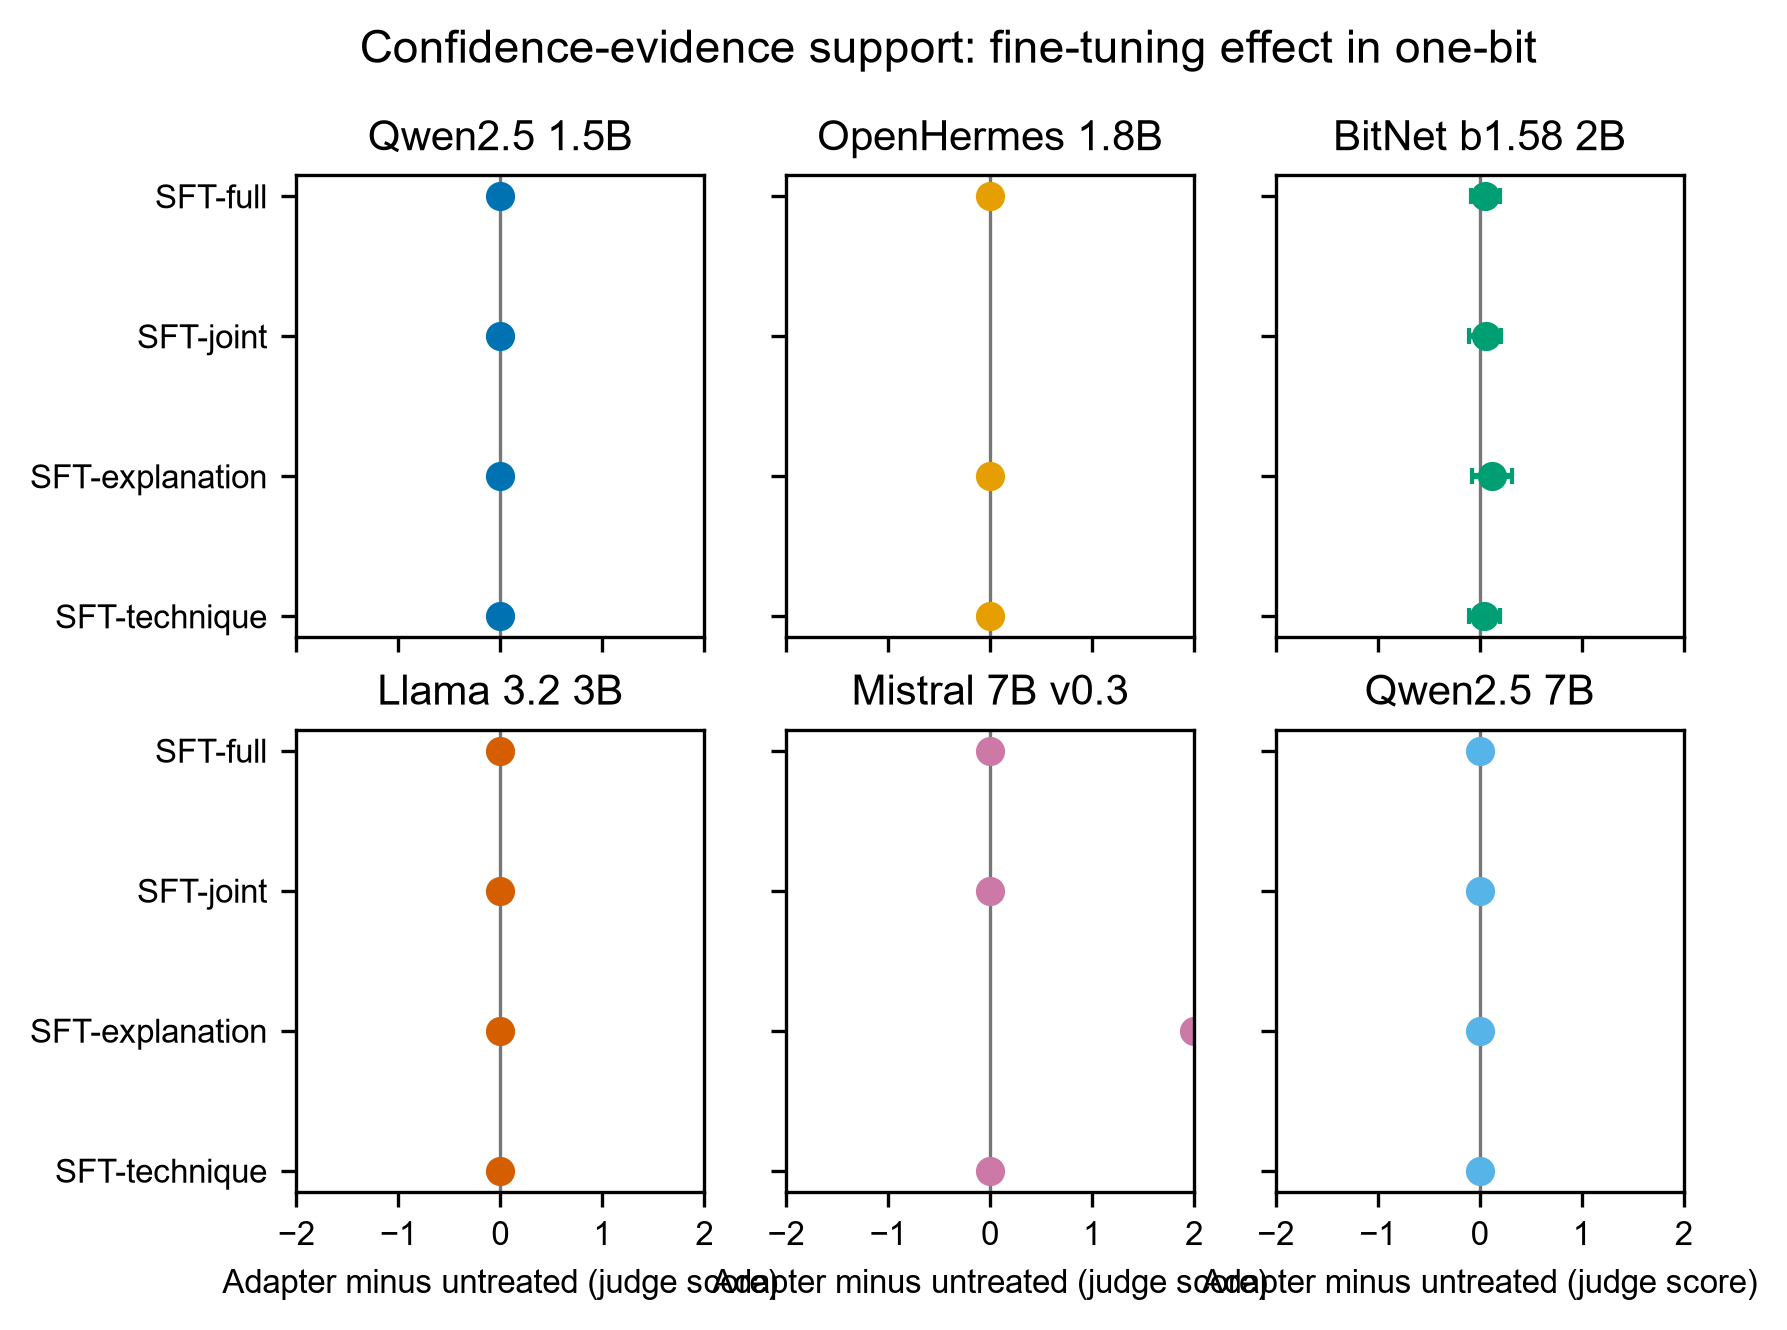 Confidence-evidence support: fine-tuning effect in one-bit
Qwen2.5 1.5B
OpenHermes 1.8B
BitNet b1.58 2B
SFT-full
SFT-joint
SFT-explanation
SFT-technique
Llama 3.2 3B
Mistral 7B v0.3
Qwen2.5 7B
SFT-full
SFT-joint
SFT-explanation
SFT-technique
−2 −1 0 1 2
−2 −1 0 1 2
−2 −1 0 1 2
Adapter minus untreated (judge score)
Adapter minus untreated (judge score)
Adapter minus untreated (judge score)